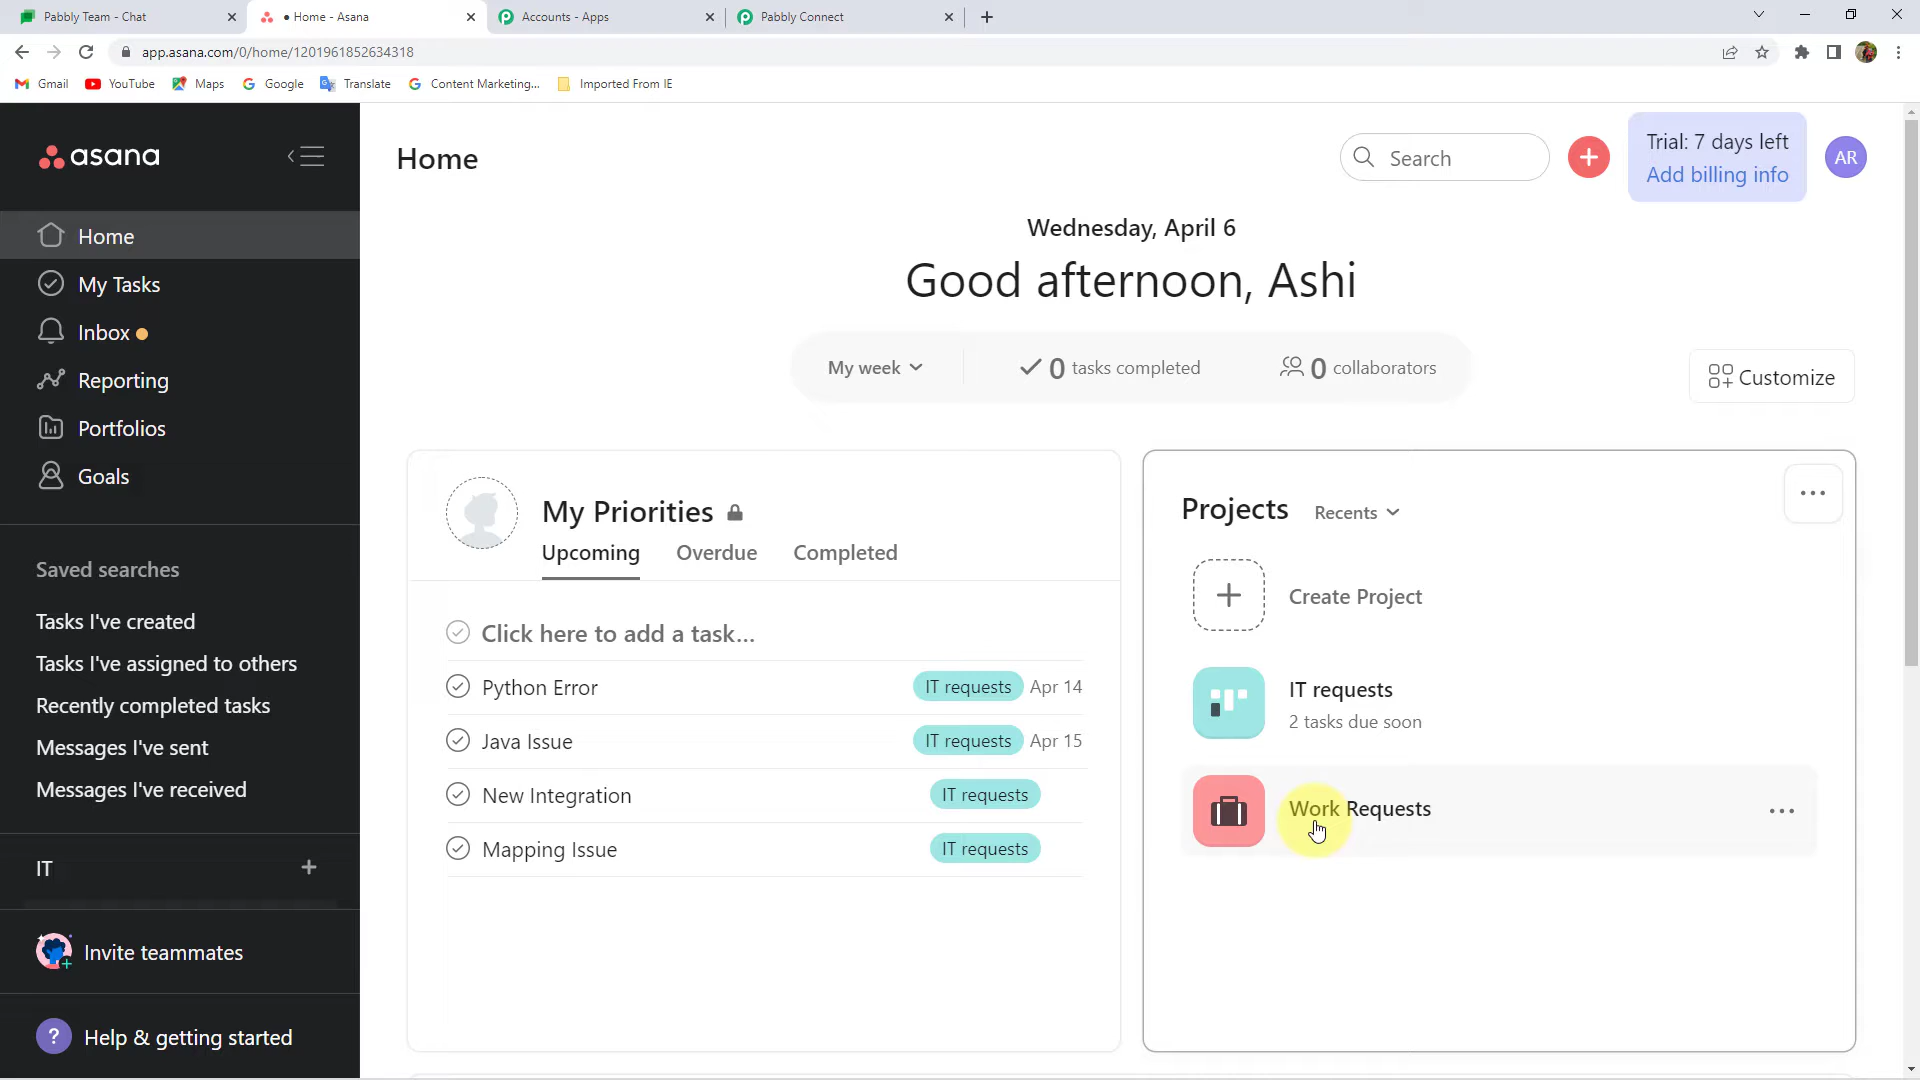 Pabbly Team - Chat
• Home - Asana
Accounts - Apps
Pabbly Connect
app.asana.com/0/home/1201961852634318
Gmail
YouTube
Maps
Google
Translate
Content Marketing...
Imported From IE
asana
Home
Search
Trial: 7 days left
Add billing info
AR
Home
My Tasks
Inbox
Reporting
Portfolios
Goals
Saved searches
Tasks I've created
Tasks I've assigned to others
Recently completed tasks
Messages I've sent
Messages I've received
IT
Invite teammates
? Help & getting started
Wednesday, April 6
Good afternoon, Ashi
My week
0 tasks completed
0 collaborators
Customize
My Priorities
Upcoming Overdue Completed
Click here to add a task...
Python Error IT requests Apr 14
Java Issue IT requests Apr 15
New Integration IT requests
Mapping Issue IT requests
Projects Recents
Create Project
IT requests
2 tasks due soon
Work Requests